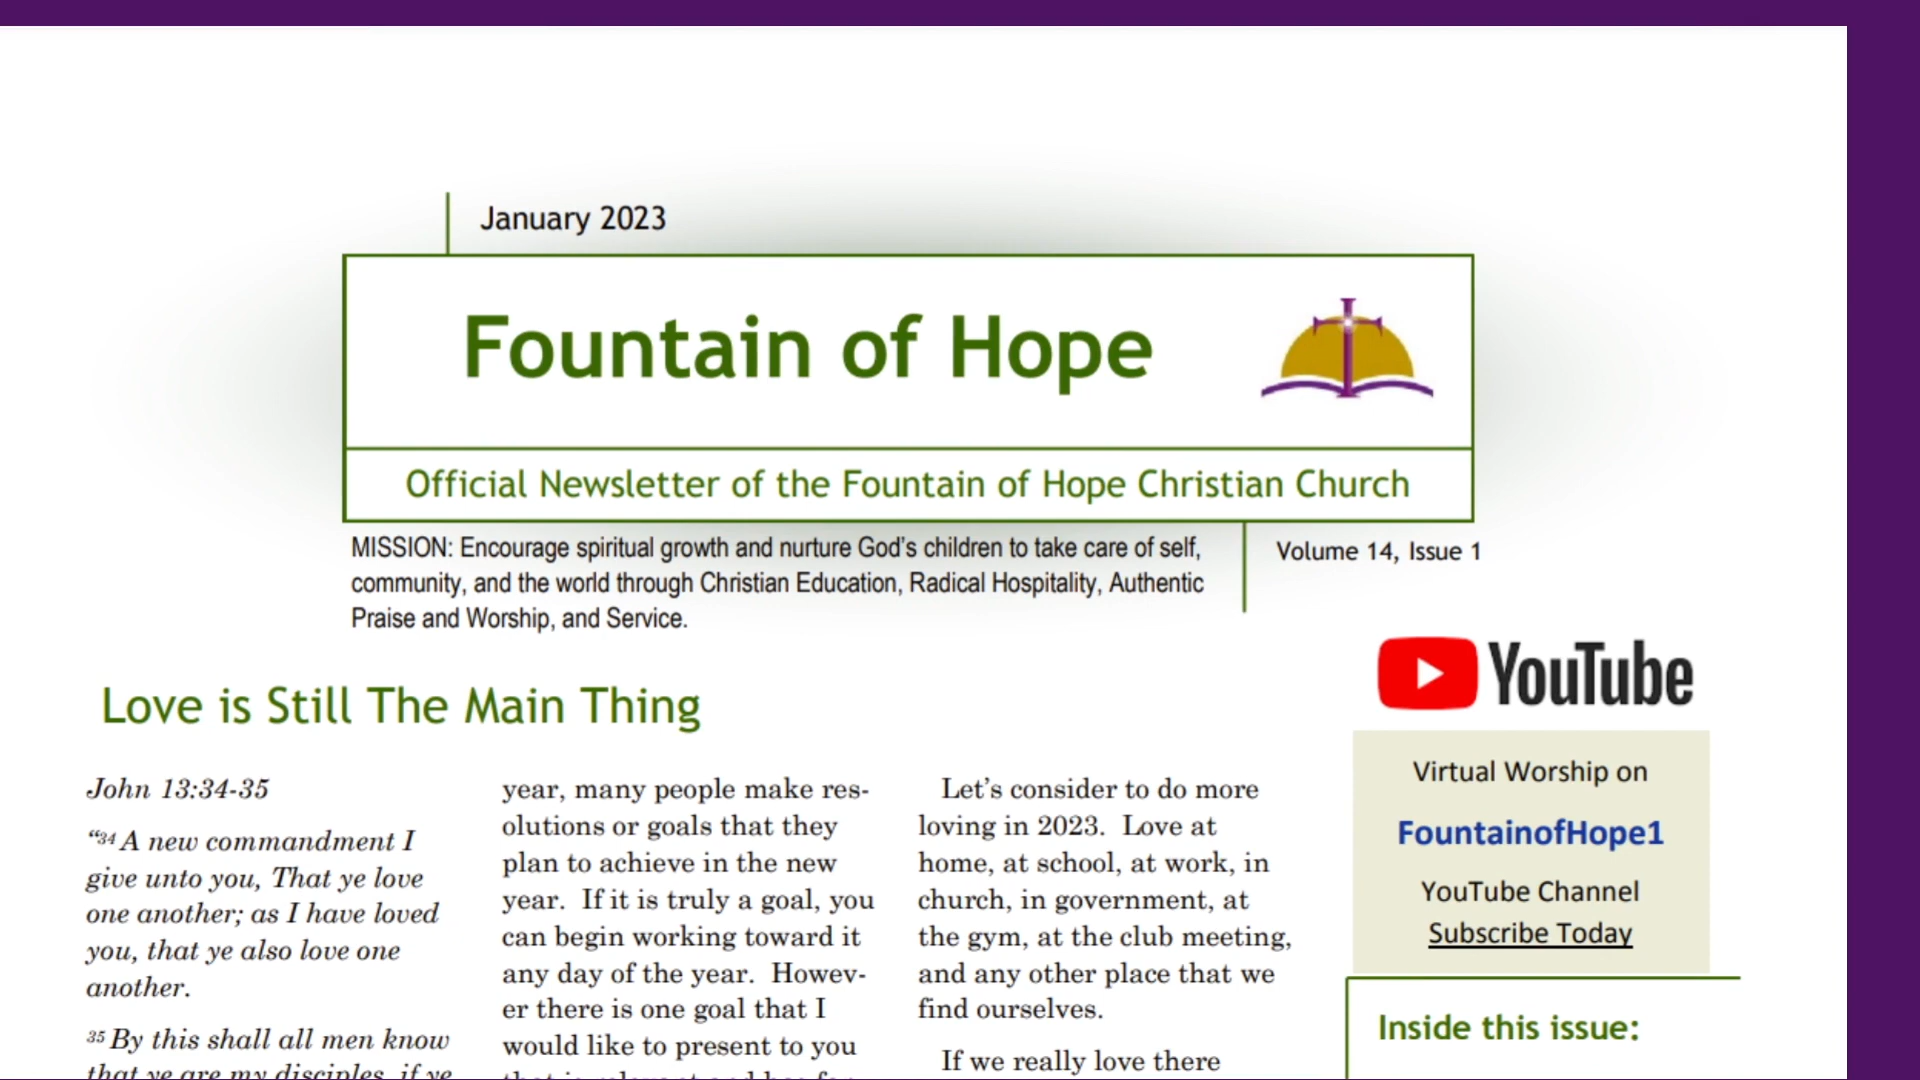 January 2023
Fountain of Hope
Official Newsletter of the Fountain of Hope Christian Church
MISSION: Encourage spiritual growth and nurture God’s children to take care of self,
community, and the world through Christian Education, Radical Hospitality, Authentic
Praise and Worship, and Service.
Volume 14, Issue 1
Love is Still The Main Thing
John 13:34-35
“34 A new commandment I
give unto you, That ye love
one another; as I have loved
you, that ye also love one
another.
35 By this shall all men know
that ye are my disciples, if ye
year, many people make res-
olutions or goals that they
plan to achieve in the new
year.  If it is truly a goal, you
can begin working toward it
any day of the year.  Howev-
er there is one goal that I
would like to present to you
Let’s consider to do more
loving in 2023.  Love at
home, at school, at work, in
church, in government, at
the gym, at the club meeting,
and any other place that we
find ourselves.
If we really love there
YouTube
Virtual Worship on
FountainofHope1
YouTube Channel
Subscribe Today
Inside this issue: